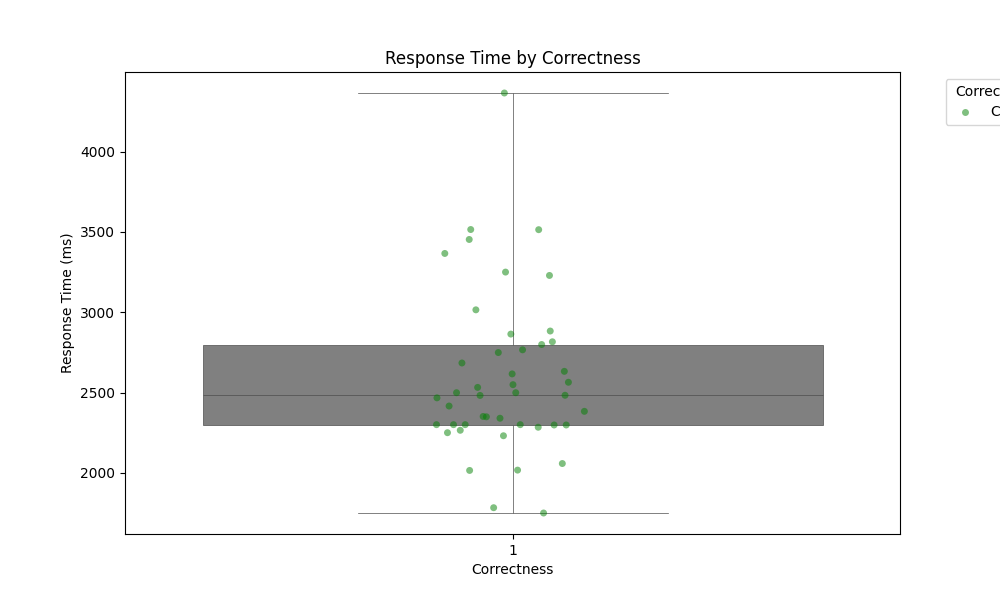 Response Time by Correctness
Correc
C
4000
3500
3000
2500
2000
Response Time (ms)
1
Correctness